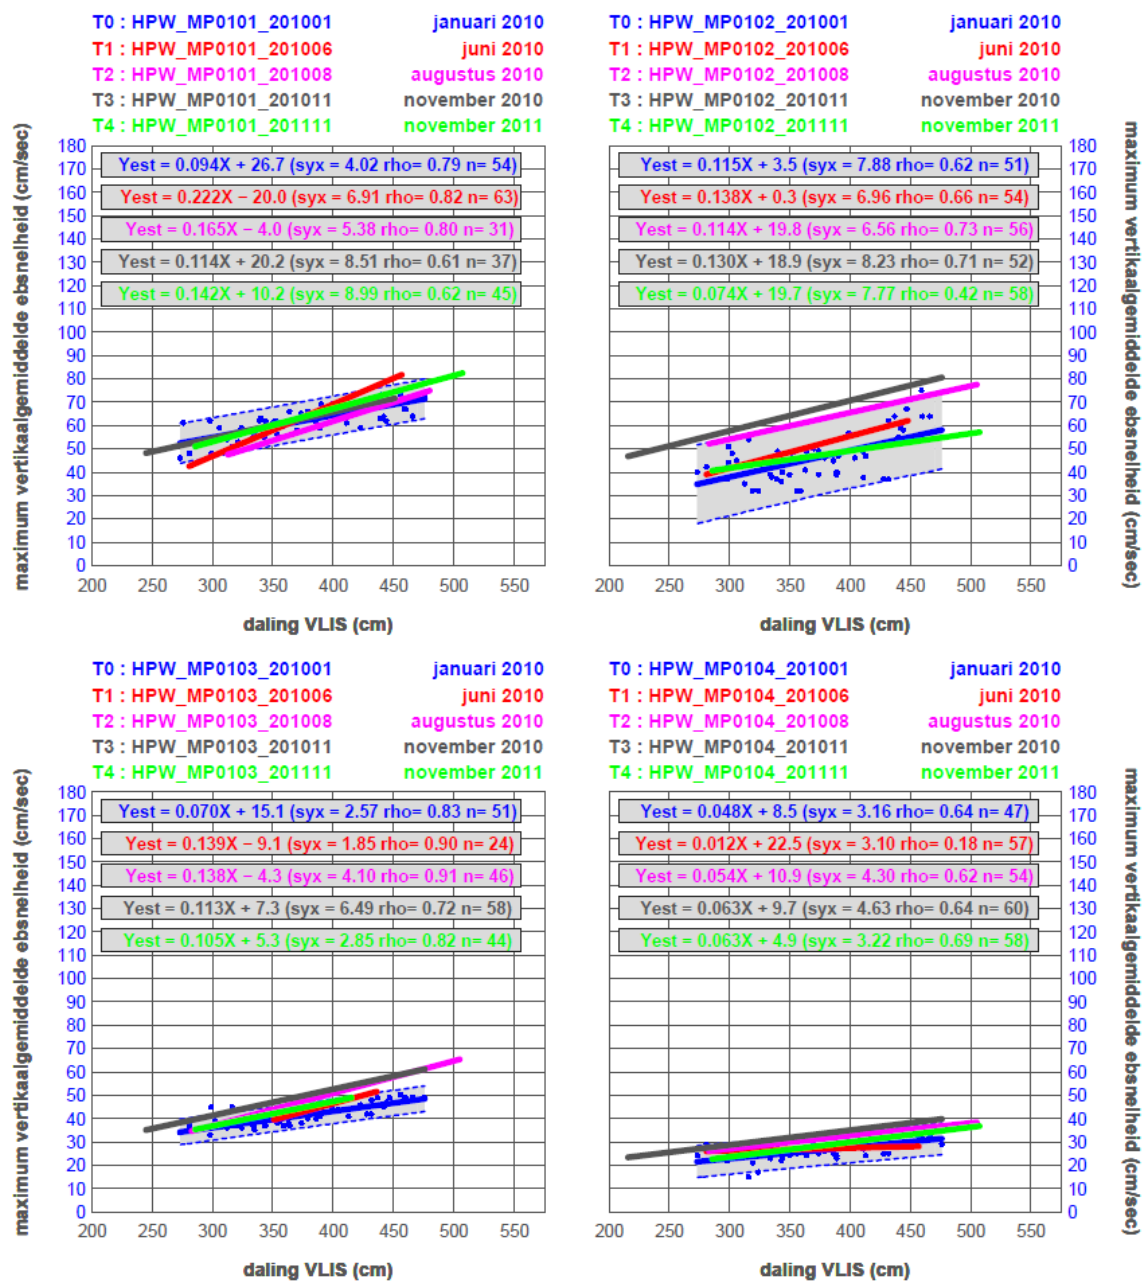 T0 : HPW_MP0101_201001 januari 2010
T1 : HPW_MP0101_201006 juni 2010
T2 : HPW_MP0101_201008 augustus 2010
T3 : HPW_MP0101_201011 november 2010
T4 : HPW_MP0101_201111 november 2011
maximum vertikaalgemiddelde ebsnelheid (cm/sec)
180
170
160
150
140
130
120
110
100
90
80
70
60
50
40
30
20
10
0
Yest = 0.094X + 26.7 (syx = 4.02 rho= 0.79 n= 54)
Yest = 0.222X − 20.0 (syx = 6.91 rho= 0.82 n= 63)
Yest = 0.165X − 4.0 (syx = 5.38 rho= 0.80 n= 31)
Yest = 0.114X + 20.2 (syx = 8.51 rho= 0.61 n= 37)
Yest = 0.142X + 10.2 (syx = 8.99 rho= 0.62 n= 45)
200 250 300 350 400 450 500 550
daling VLIS (cm)
T0 : HPW_MP0102_201001 januari 2010
T1 : HPW_MP0102_201006 juni 2010
T2 : HPW_MP0102_201008 augustus 2010
T3 : HPW_MP0102_201011 november 2010
T4 : HPW_MP0102_201111 november 2011
Yest = 0.115X + 3.5 (syx = 7.88 rho= 0.62 n= 51)
Yest = 0.138X + 0.3 (syx = 6.96 rho= 0.66 n= 54)
Yest = 0.114X + 19.8 (syx = 6.56 rho= 0.73 n= 56)
Yest = 0.130X + 18.9 (syx = 8.23 rho= 0.71 n= 52)
Yest = 0.074X + 19.7 (syx = 7.77 rho= 0.42 n= 58)
180
170
160
150
140
130
120
110
100
90
80
70
60
50
40
30
20
10
0
maximum vertikaalgemiddelde ebsnelheid (cm/sec)
200 250 300 350 400 450 500 550
daling VLIS (cm)
T0 : HPW_MP0103_201001 januari 2010
T1 : HPW_MP0103_201006 juni 2010
T2 : HPW_MP0103_201008 augustus 2010
T3 : HPW_MP0103_201011 november 2010
T4 : HPW_MP0103_201111 november 2011
maximum vertikaalgemiddelde ebsnelheid (cm/sec)
180
170
160
150
140
130
120
110
100
90
80
70
60
50
40
30
20
10
0
Yest = 0.070X + 15.1 (syx = 2.57 rho= 0.83 n= 51)
Yest = 0.139X − 9.1 (syx = 1.85 rho= 0.90 n= 24)
Yest = 0.138X − 4.3 (syx = 4.10 rho= 0.91 n= 46)
Yest = 0.113X + 7.3 (syx = 6.49 rho= 0.72 n= 58)
Yest = 0.105X + 5.3 (syx = 2.85 rho= 0.82 n= 44)
200 250 300 350 400 450 500 550
daling VLIS (cm)
T0 : HPW_MP0104_201001 januari 2010
T1 : HPW_MP0104_201006 juni 2010
T2 : HPW_MP0104_201008 augustus 2010
T3 : HPW_MP0104_201011 november 2010
T4 : HPW_MP0104_201111 november 2011
Yest = 0.048X + 8.5 (syx = 3.16 rho= 0.64 n= 47)
Yest = 0.012X + 22.5 (syx = 3.10 rho= 0.18 n= 57)
Yest = 0.054X + 10.9 (syx = 4.30 rho= 0.62 n= 54)
Yest = 0.063X + 9.7 (syx = 4.63 rho= 0.64 n= 60)
Yest = 0.063X + 4.9 (syx = 3.22 rho= 0.69 n= 58)
180
170
160
150
140
130
120
110
100
90
80
70
60
50
40
30
20
10
0
maximum vertikaalgemiddelde ebsnelheid (cm/sec)
200 250 300 350 400 450 500 550
daling VLIS (cm)